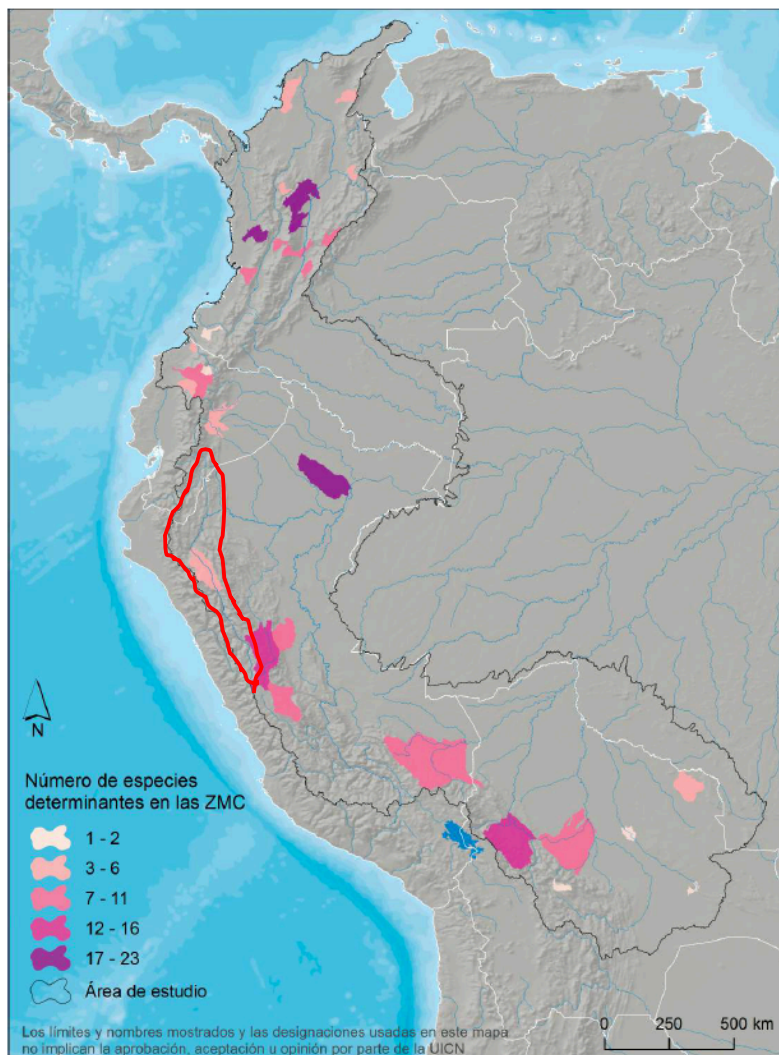 N
Número de especies
determinantes en las ZMC
1 - 2
3 - 6
7 - 11
12 - 16
17 - 23
Área de estudio
Los límites y nombres mostrados y las designaciones usadas en este mapa
no implican la aprobación, aceptación u opinión por parte de la UICN
0 250 500 km